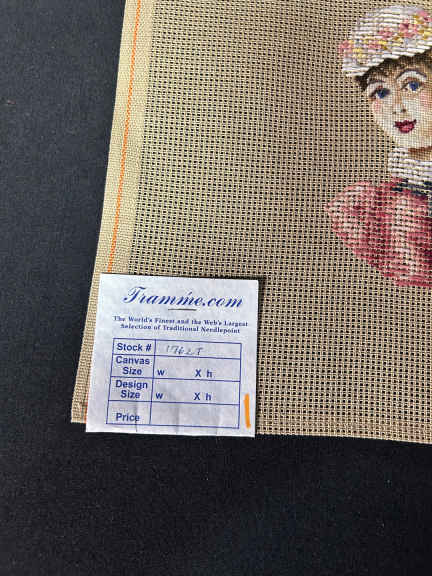 Tramme.com
The World's Finest and the Web's Largest
Selection of Traditional Needlepoint
Stock # 17627
Canvas
Size w X h
Design
Size w X h
Price